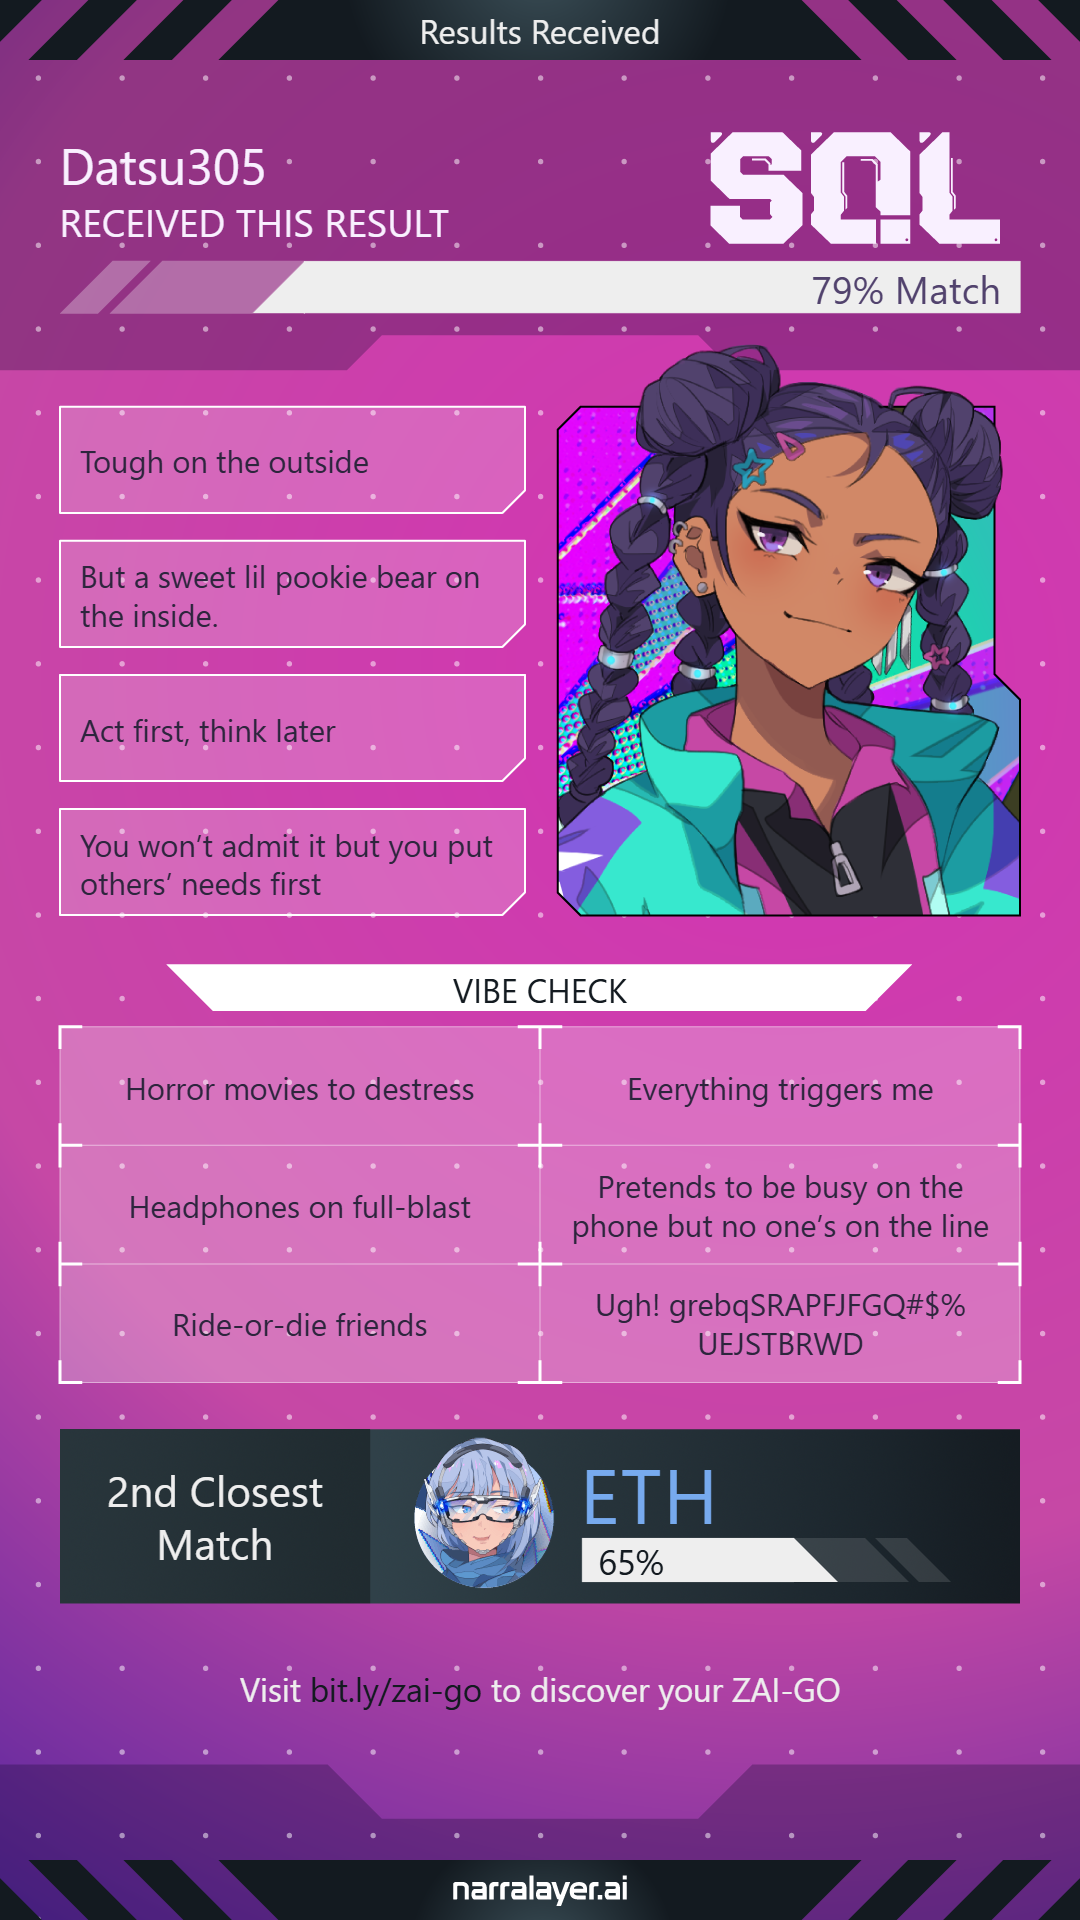 Results Received
Datsu305
RECEIVED THIS RESULT
SQL
79% Match
Tough on the outside
But a sweet lil pookie bear on
the inside.
Act first, think later
You won’t admit it but you put
others’ needs first
VIBE CHECK
Horror movies to destress
Everything triggers me
Headphones on full-blast
Pretends to be busy on the
phone but no one’s on the line
Ride-or-die friends
Ugh! grebqSRAPFJFGQ#$%
UEJSTBRWD
2nd Closest
Match
ETH
65%
Visit bit.ly/zai-go to discover your ZAI-GO
narralayer.ai